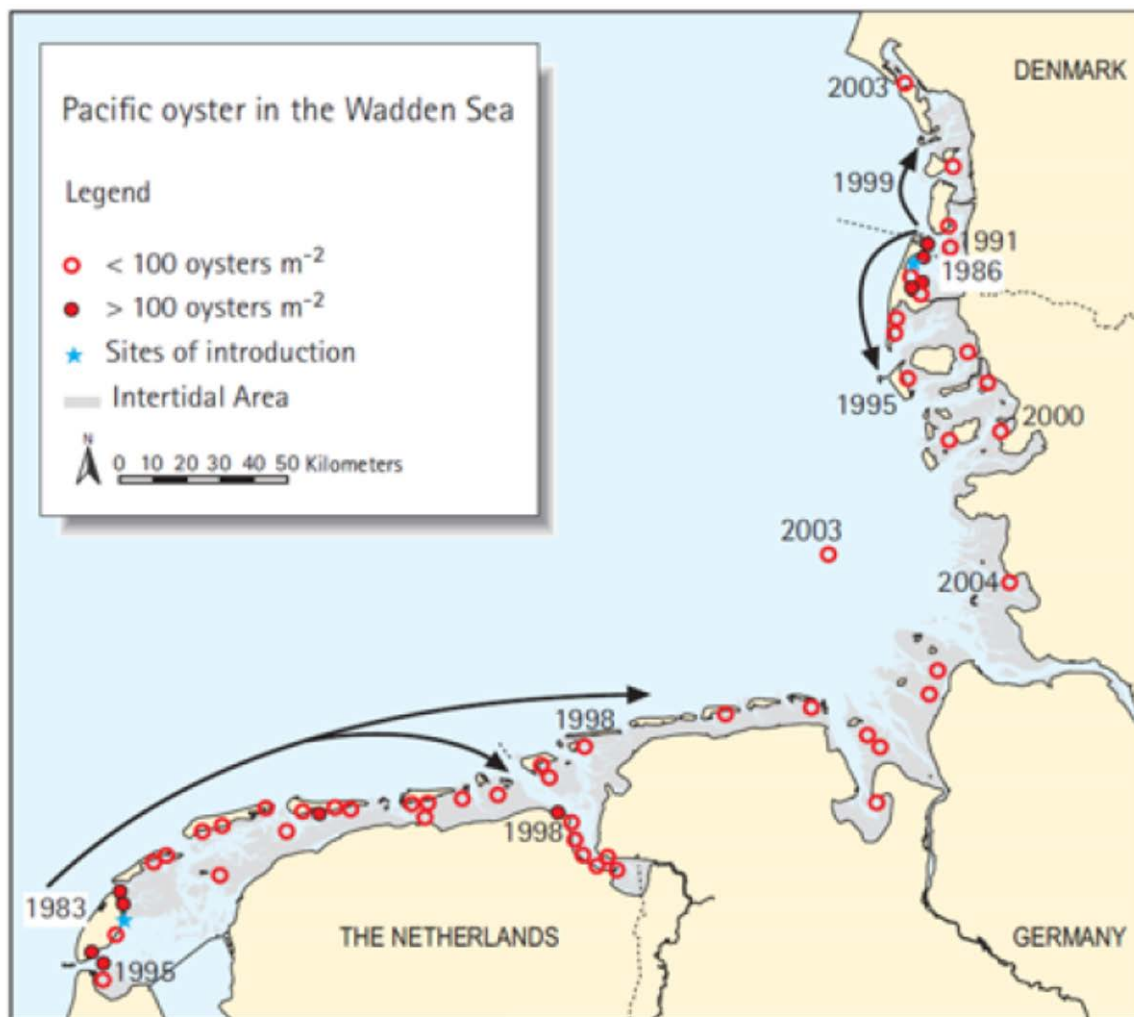 Pacific oyster in the Wadden Sea
Legend
< 100 oysters m⁻²
> 100 oysters m⁻²
Sites of introduction
Intertidal Area
N
0 10 20 30 40 50 Kilometers
DENMARK
2003
1999
1991
1986
1995
2000
2003
2004
1998
1998
1983
1995
THE NETHERLANDS
GERMANY